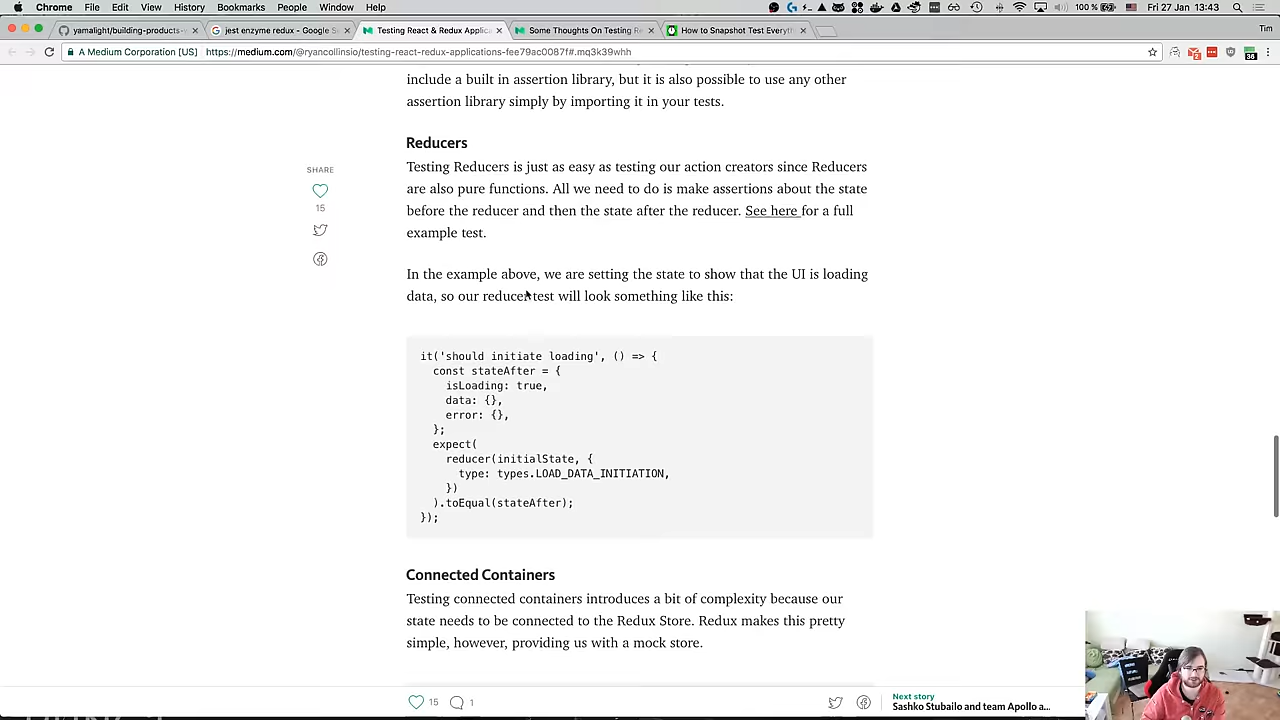 Chrome File Edit View History Bookmarks People Window Help
100 % Fri 27 Jan 13:43
yamalight/building-products-
jest enzyme redux - Google S
Testing React & Redux Applic
Some Thoughts On Testing Re
How to Snapshot Test Everyth
Tim
A Medium Corporation [US] https://medium.com/@ryancollinsio/testing-react-redux-applications-fee79ac0087f#.mq3k39whh
36
include a built in assertion library, but it is also possible to use any other
assertion library simply by importing it in your tests.
Reducers
SHARE
15
Testing Reducers is just as easy as testing our action creators since Reducers
are also pure functions. All we need to do is make assertions about the state
before the reducer and then the state after the reducer. See here for a full
example test.
In the example above, we are setting the state to show that the UI is loading
data, so our reducer test will look something like this:
it('should initiate loading', () => {
const stateAfter = {
isLoading: true,
data: {},
error: {},
};
expect(
reducer(initialState, {
type: types.LOAD_DATA_INITIATION,
})
).toEqual(stateAfter);
});
Connected Containers
Testing connected containers introduces a bit of complexity because our
state needs to be connected to the Redux Store. Redux makes this pretty
simple, however, providing us with a mock store.
15 1
Next story
Sashko Stubailo and team Apollo a...